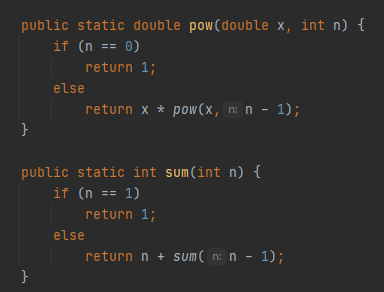 public static double pow(double x, int n) {
    if (n == 0)
        return 1;
    else
        return x * pow(x, n: n - 1);
}

public static int sum(int n) {
    if (n == 1)
        return 1;
    else
        return n + sum( n: n - 1);
}